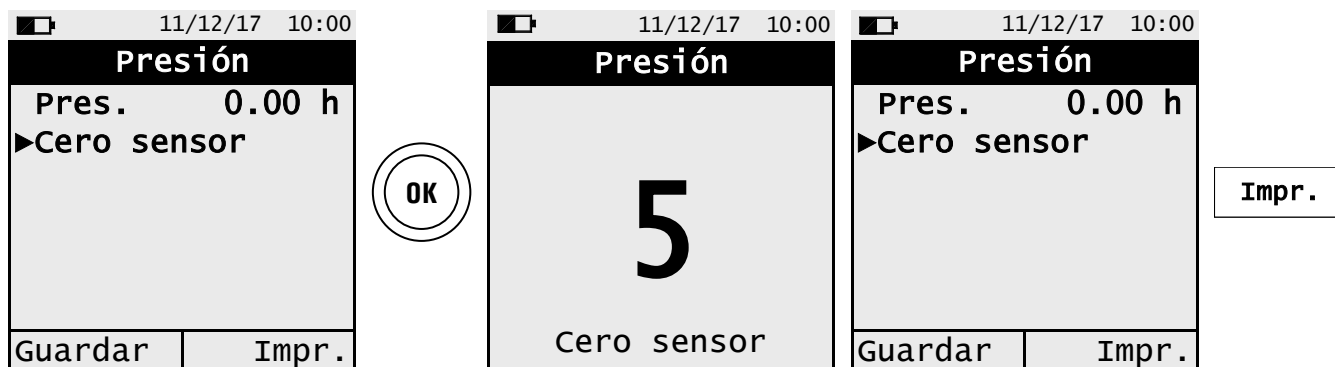 11/12/17 10:00
Presión
Pres. 0.00 h
►Cero sensor
Guardar Impr.
OK
11/12/17 10:00
Presión
5
Cero sensor
11/12/17 10:00
Presión
Pres. 0.00 h
►Cero sensor
Guardar Impr.
Impr.